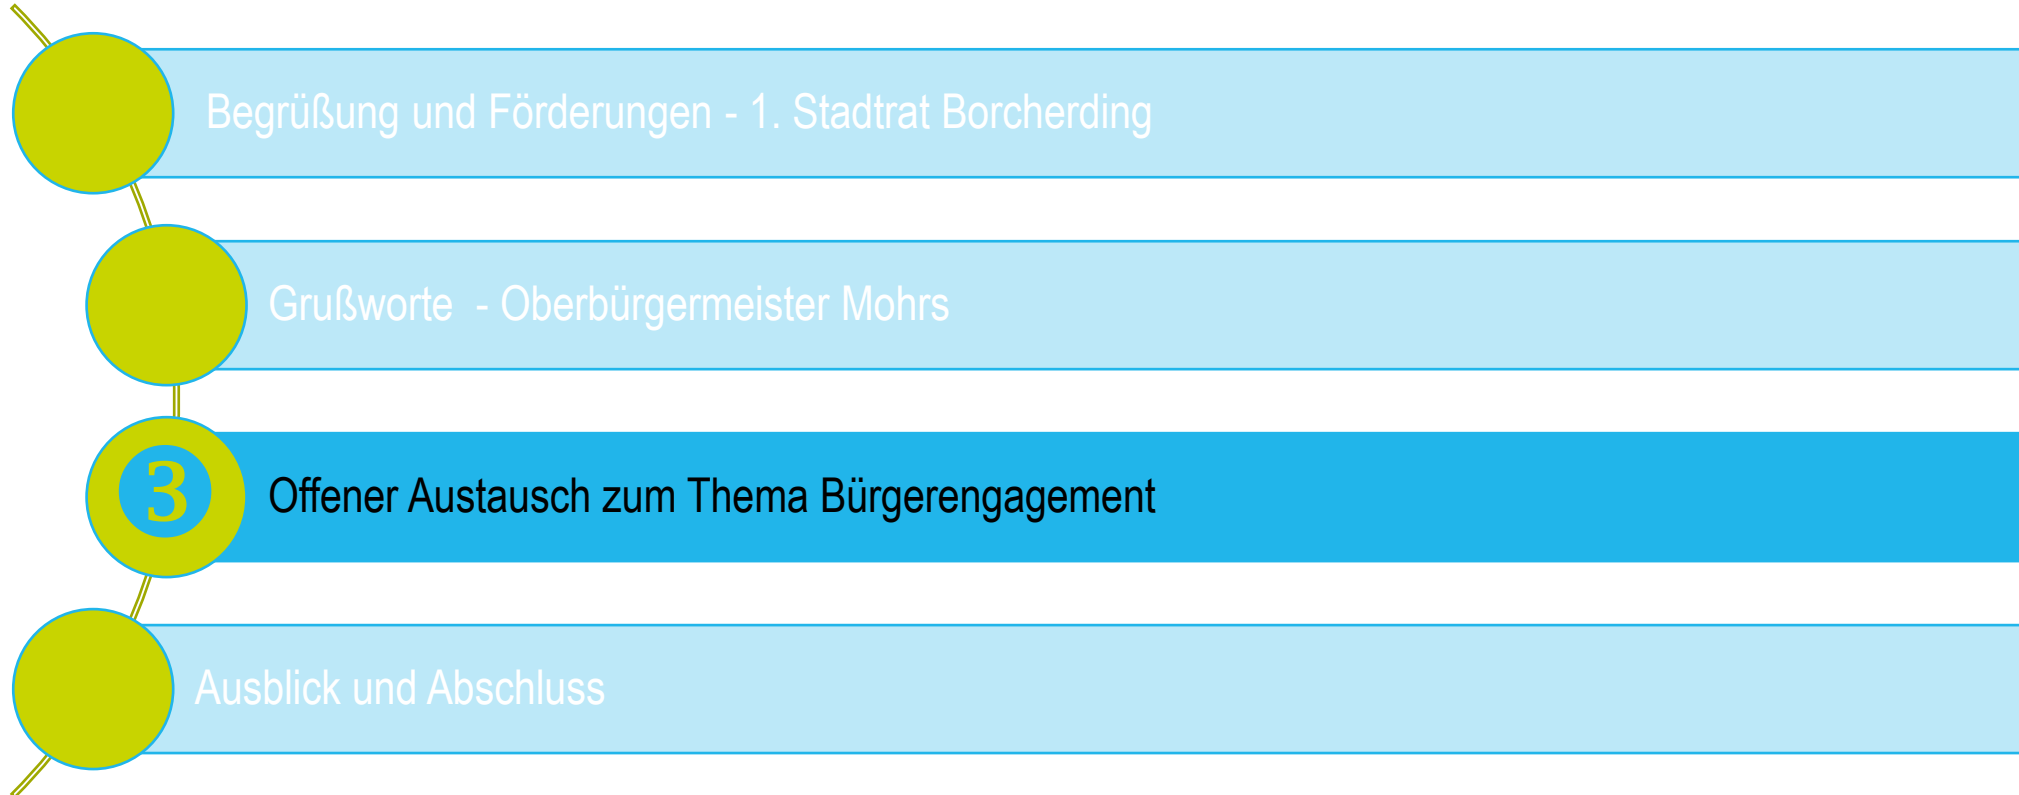 Begrüßung und Förderungen - 1. Stadtrat Borcherding
Grußworte - Oberbürgermeister Mohrs
3 Offener Austausch zum Thema Bürgerengagement
Ausblick und Abschluss